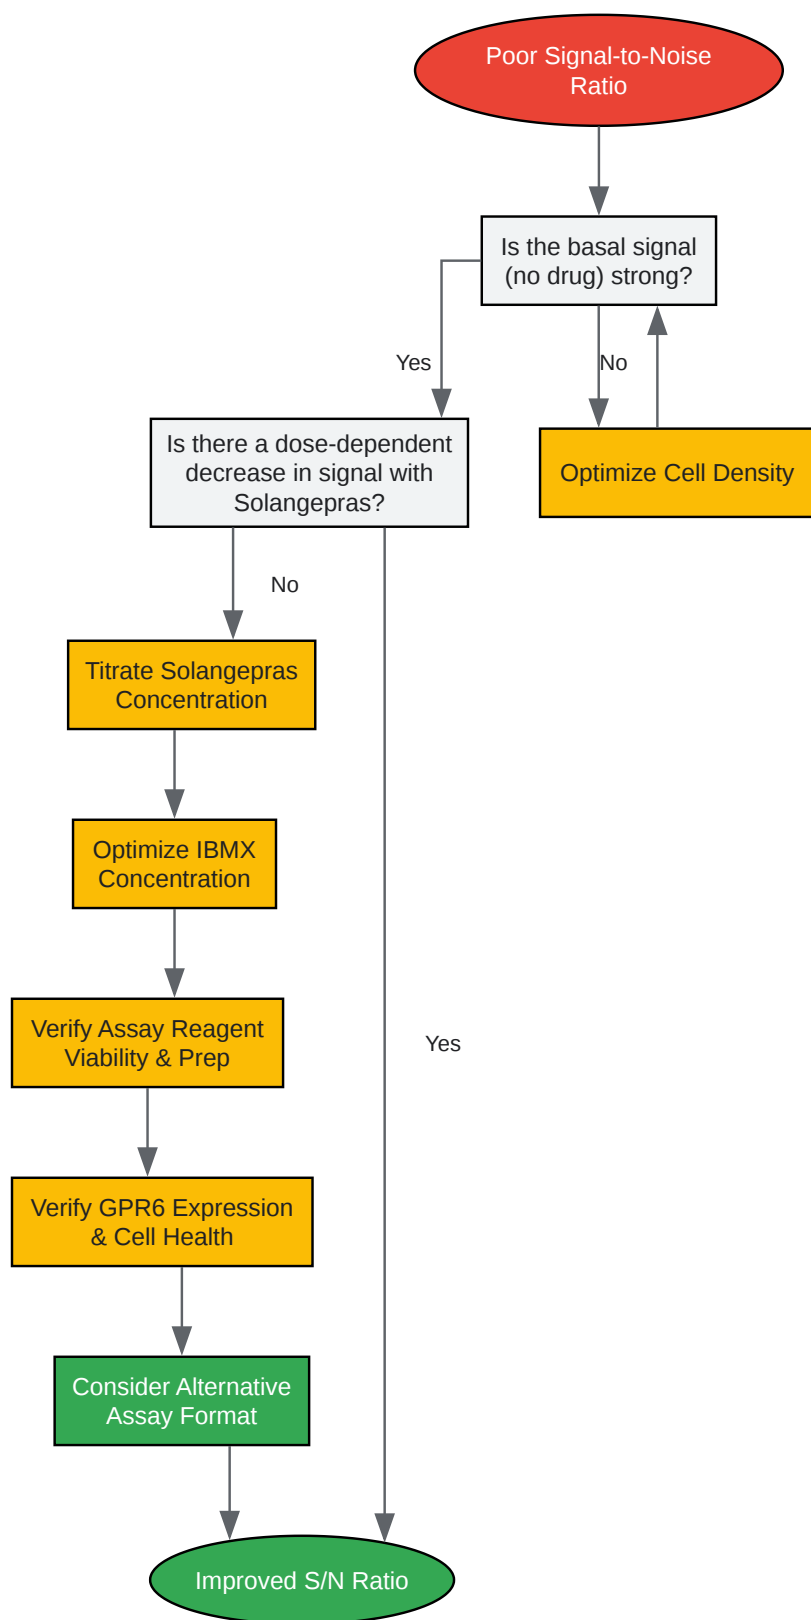 Poor Signal-to-Noise
Ratio
Is the basal signal
(no drug) strong?
Yes
No
Is there a dose-dependent
decrease in signal with
Solangepras?
Optimize Cell Density
No
Titrate Solangepras
Concentration
Optimize IBMX
Concentration
Verify Assay Reagent
Viability & Prep
Yes
Verify GPR6 Expression
& Cell Health
Consider Alternative
Assay Format
Improved S/N Ratio